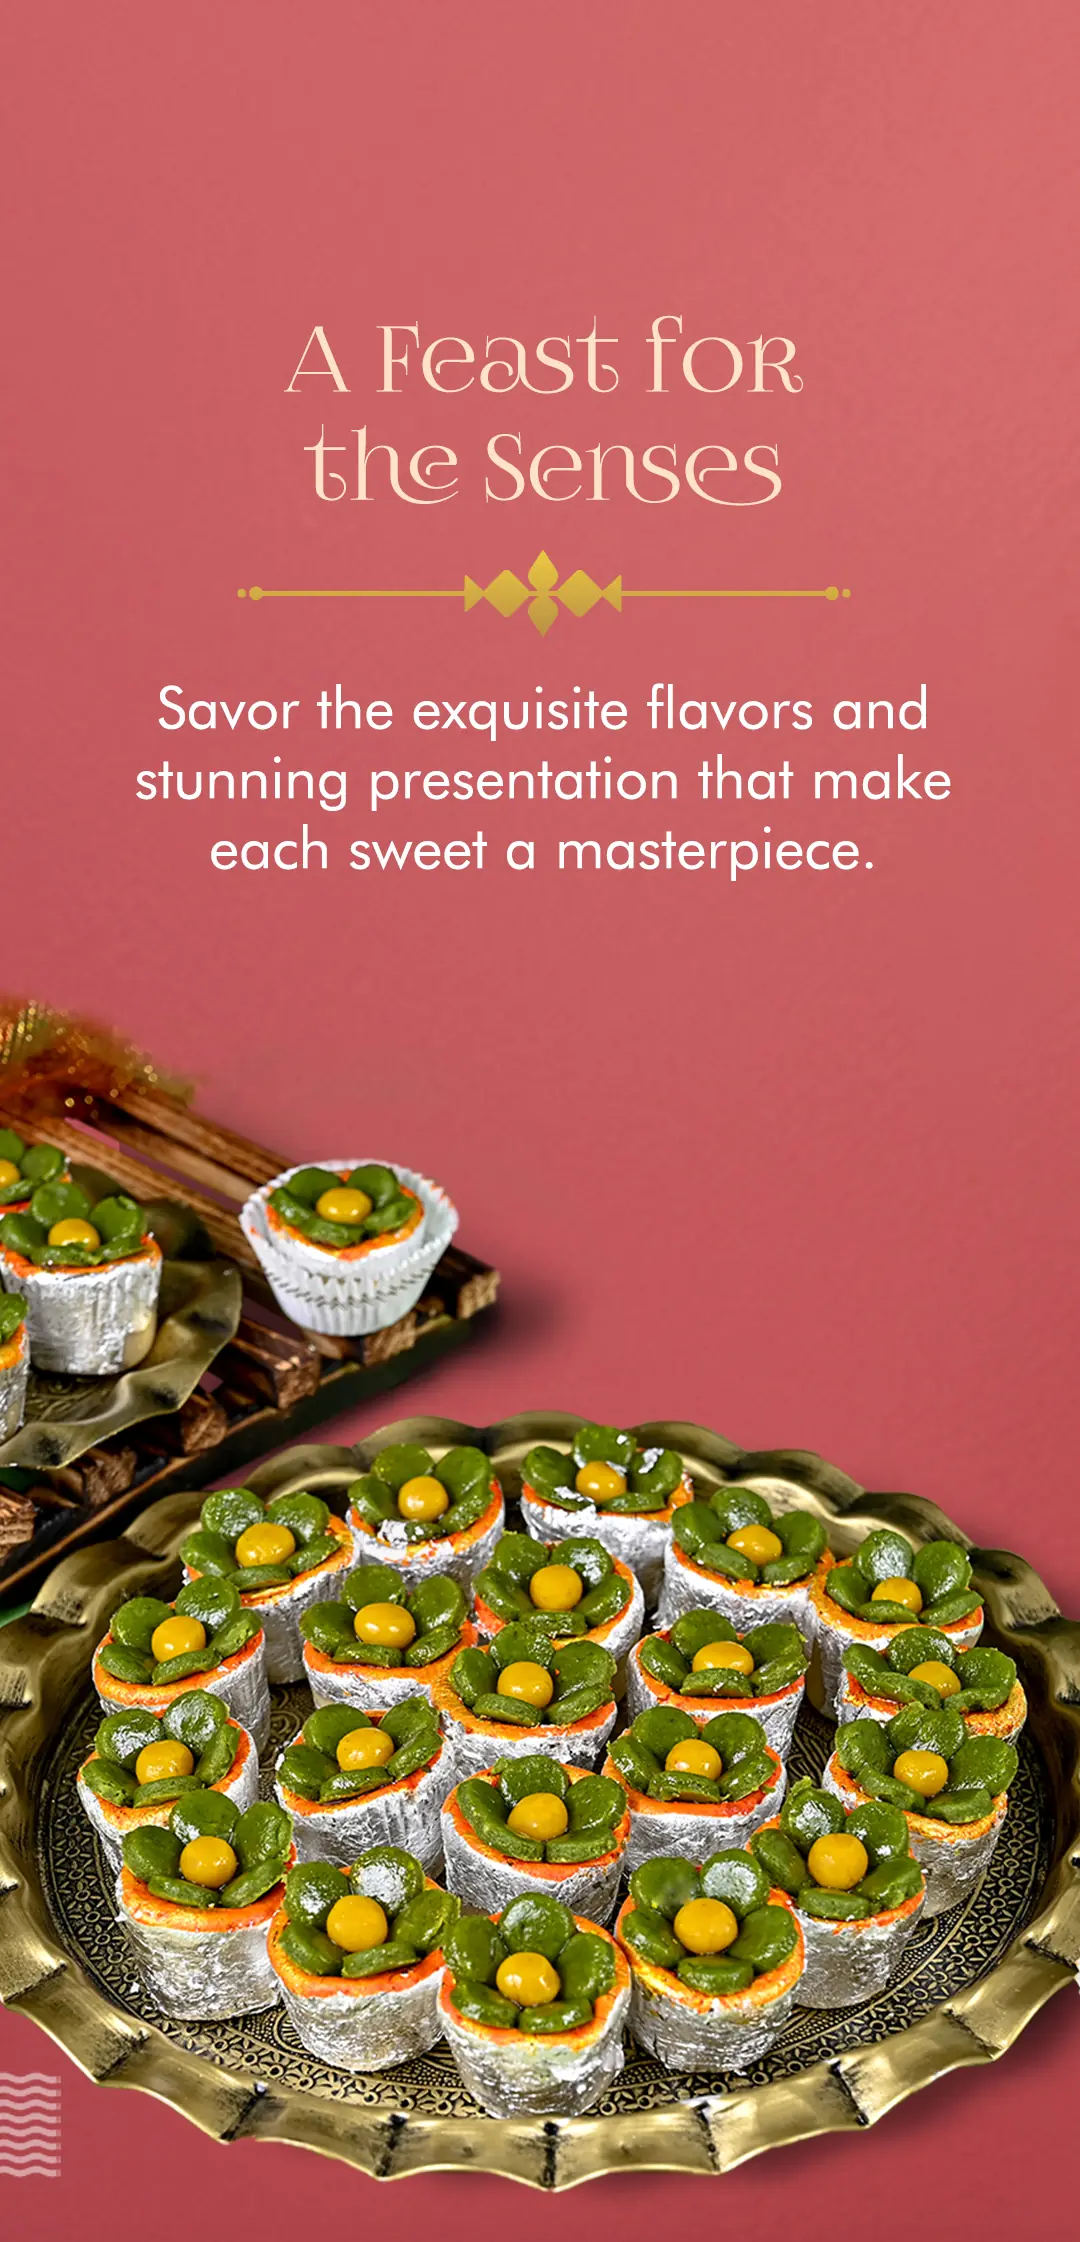 A Feast for
the Senses
Savor the exquisite flavors and
stunning presentation that make
each sweet a masterpiece.